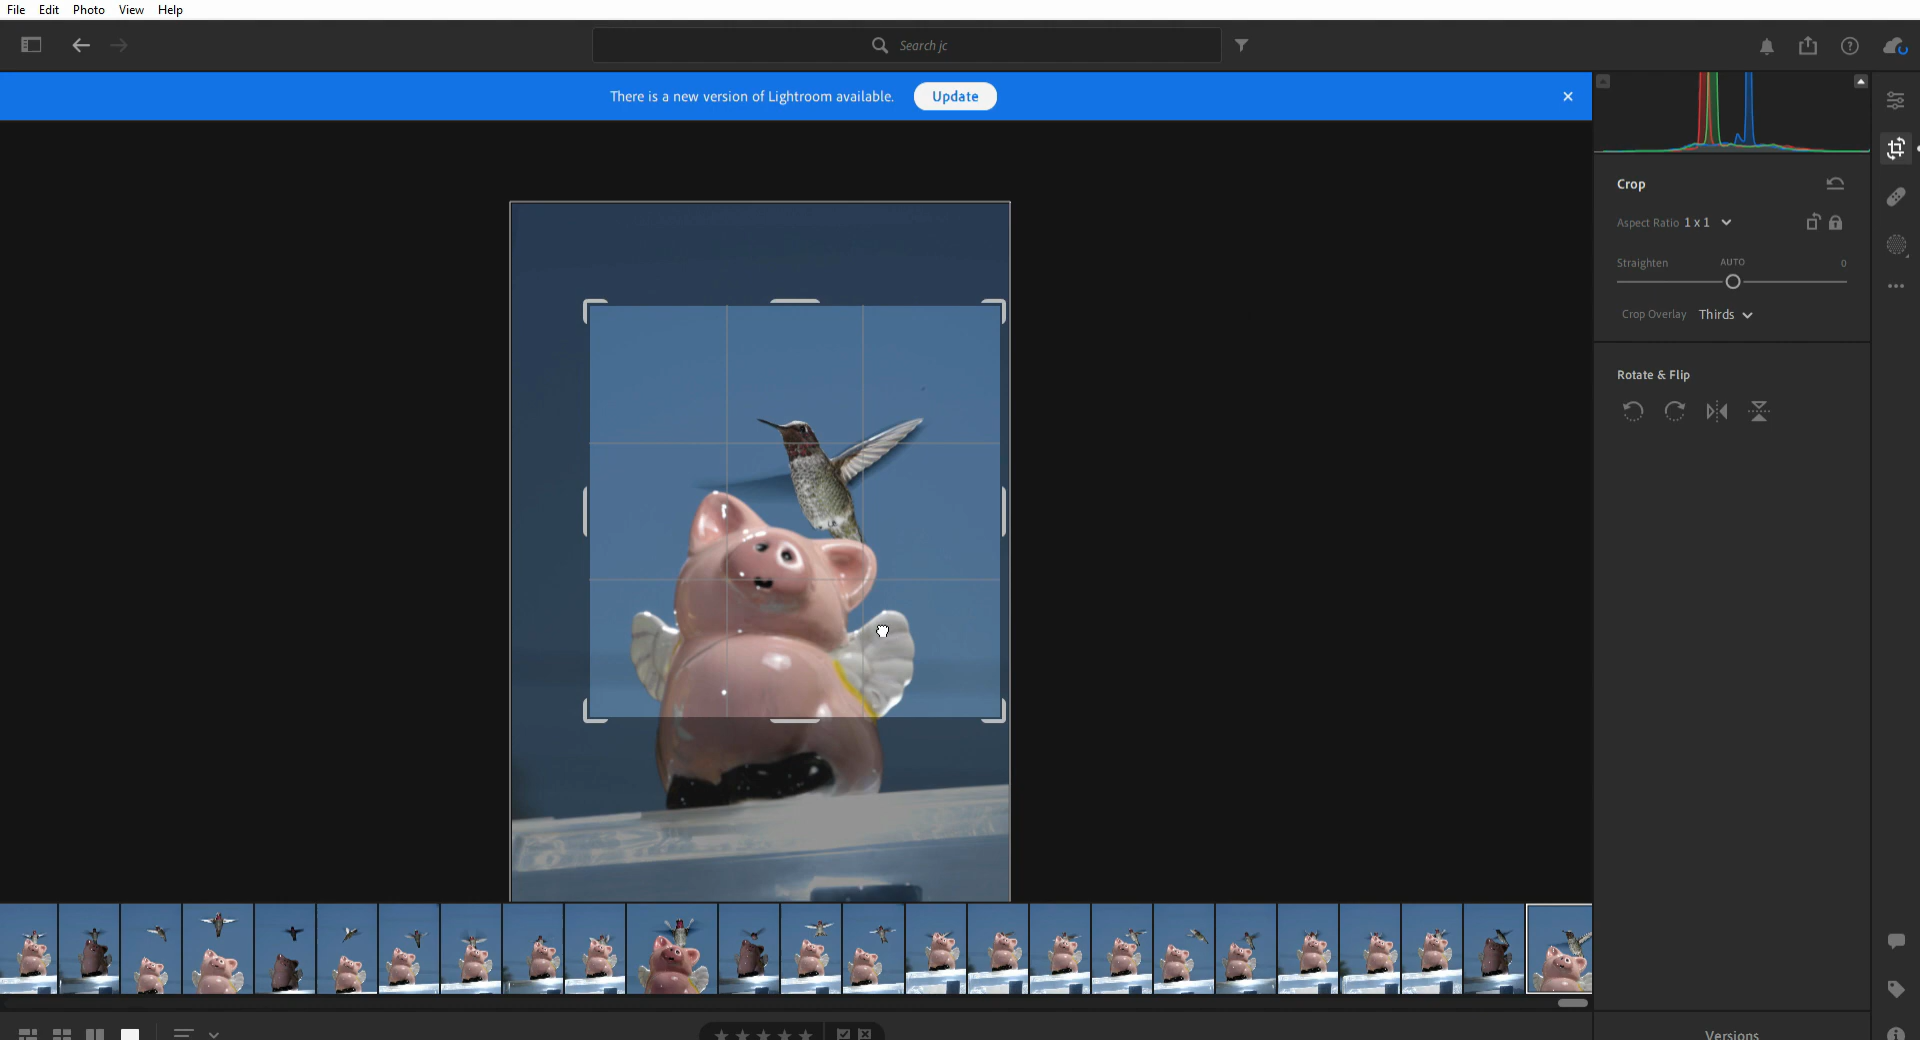 File Edit Photo View Help
Search jc
There is a new version of Lightroom available. Update
Crop
Aspect Ratio 1 x 1
Straighten AUTO 0
Crop Overlay Thirds
Rotate & Flip
Versions